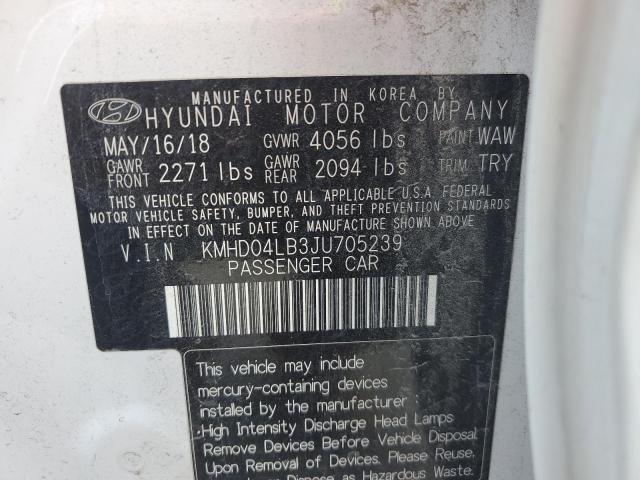 MANUFACTURED IN KOREA BY
HYUNDAI MOTOR COMPANY
MAY/16/18 GVWR 4056 lbs PAINT WAW
GAWR FRONT 2271 lbs GAWR REAR 2094 lbs TRIM TRY
THIS VEHICLE CONFORMS TO ALL APPLICABLE U.S.A. FEDERAL
MOTOR VEHICLE SAFETY, BUMPER, AND THEFT PREVENTION STANDARDS
IN EFFECT ON THE DATE OF MANUFACTURE SHOWN ABOVE
V.I.N KMHD04LB3JU705239
PASSENGER CAR
This vehicle may include
mercury-containing devices
installed by the manufacturer :
·High Intensity Discharge Head Lamps
Remove Devices Before Vehicle Disposal
Upon Removal of Devices. Please Reuse,
Dispose as Hazardous Waste.